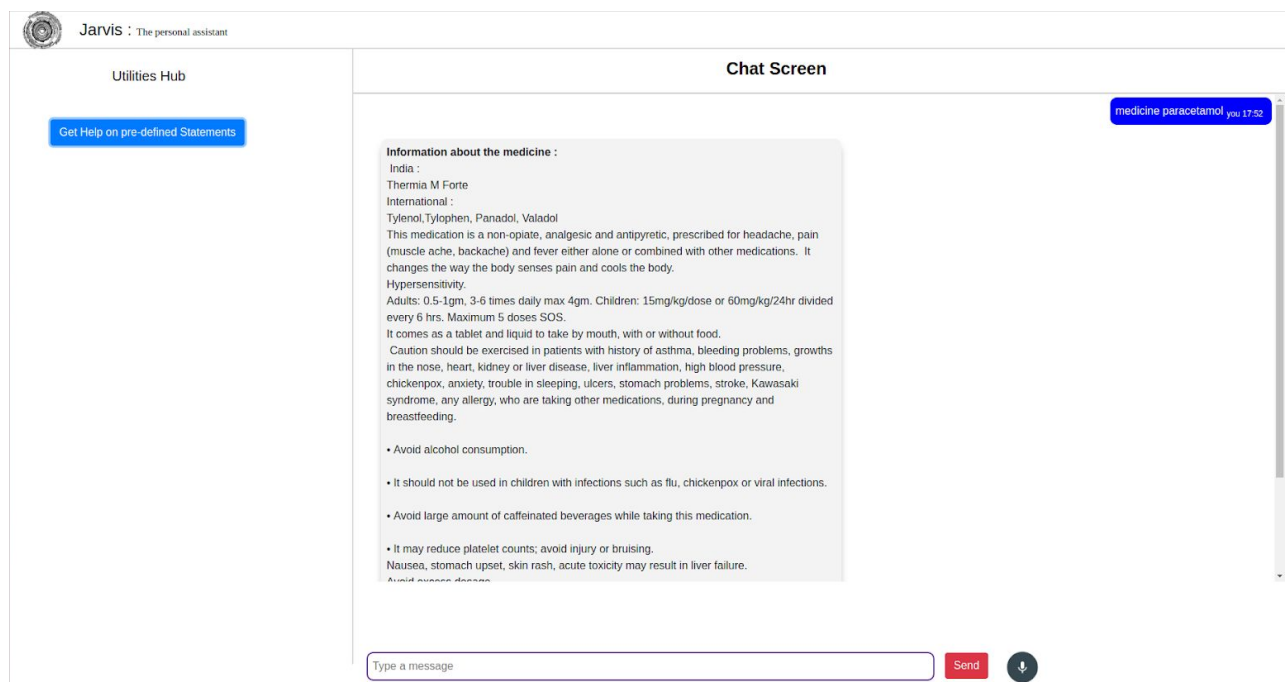 Jarvis : The personal assistant
Utilities Hub
Get Help on pre-defined Statements
Chat Screen
medicine paracetamol you 17:52
Information about the medicine :
India :
Thermia M Forte
International :
Tylenol,Tylophen, Panadol, Valadol
This medication is a non-opiate, analgesic and antipyretic, prescribed for headache, pain
(muscle ache, backache) and fever either alone or combined with other medications. It
changes the way the body senses pain and cools the body.
Hypersensitivity.
Adults: 0.5-1gm, 3-6 times daily max 4gm. Children: 15mg/kg/dose or 60mg/kg/24hr divided
every 6 hrs. Maximum 5 doses SOS.
It comes as a tablet and liquid to take by mouth, with or without food.
Caution should be exercised in patients with history of asthma, bleeding problems, growths
in the nose, heart, kidney or liver disease, liver inflammation, high blood pressure,
chickenpox, anxiety, trouble in sleeping, ulcers, stomach problems, stroke, Kawasaki
syndrome, any allergy, who are taking other medications, during pregnancy and
breastfeeding.
• Avoid alcohol consumption.
• It should not be used in children with infections such as flu, chickenpox or viral infections.
• Avoid large amount of caffeinated beverages while taking this medication.
• It may reduce platelet counts; avoid injury or bruising.
Nausea, stomach upset, skin rash, acute toxicity may result in liver failure.
Avoid excess dosage.
Type a message
Send